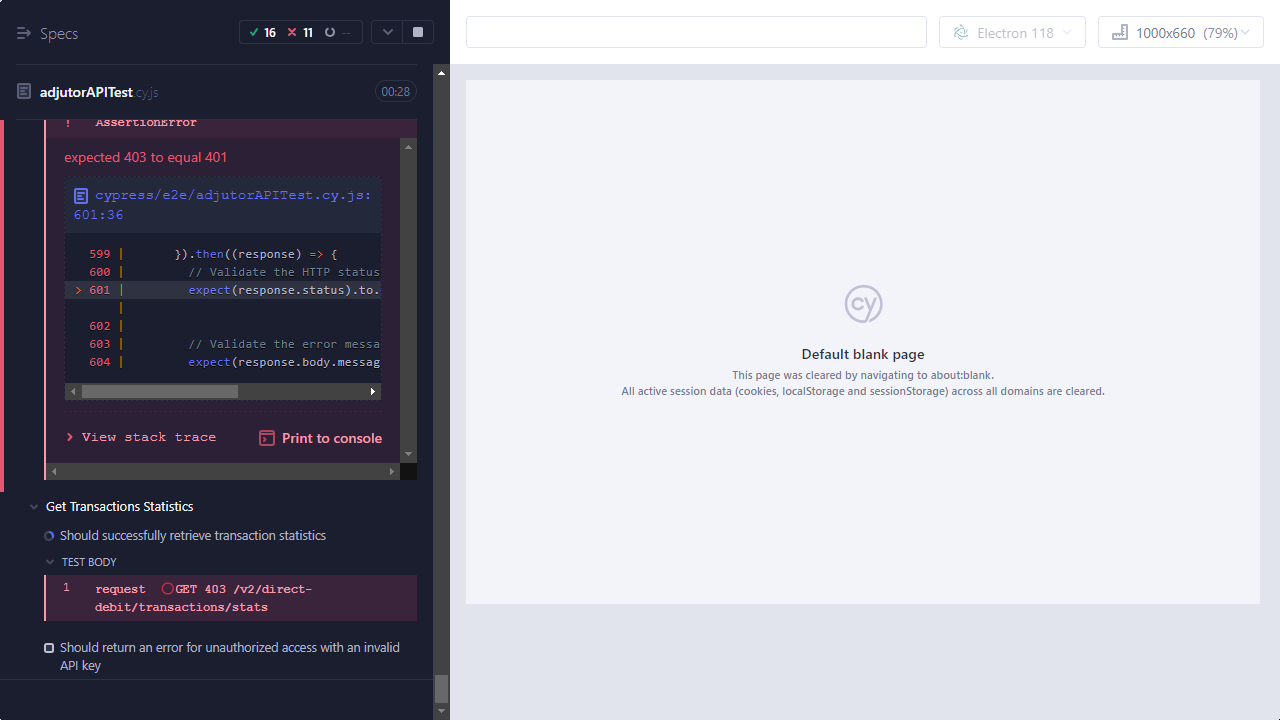 Specs
16 11 --
Electron 118
1000x660 (79%)
adjutorAPITest.cy.js
00:28
! AssertionError
expected 403 to equal 401
cypress/e2e/adjutorAPITest.cy.js:
601:36
599 | }).then((response) => {
600 | // Validate the HTTP status
> 601 | expect(response.status).to.
|
602 |
603 | // Validate the error messa
604 | expect(response.body.messag
> View stack trace
Print to console
Get Transactions Statistics
Should successfully retrieve transaction statistics
TEST BODY
1 request GET 403 /v2/direct-
debit/transactions/stats
Should return an error for unauthorized access with an invalid
API key
cy
Default blank page
This page was cleared by navigating to about:blank.
All active session data (cookies, localStorage and sessionStorage) across all domains are cleared.